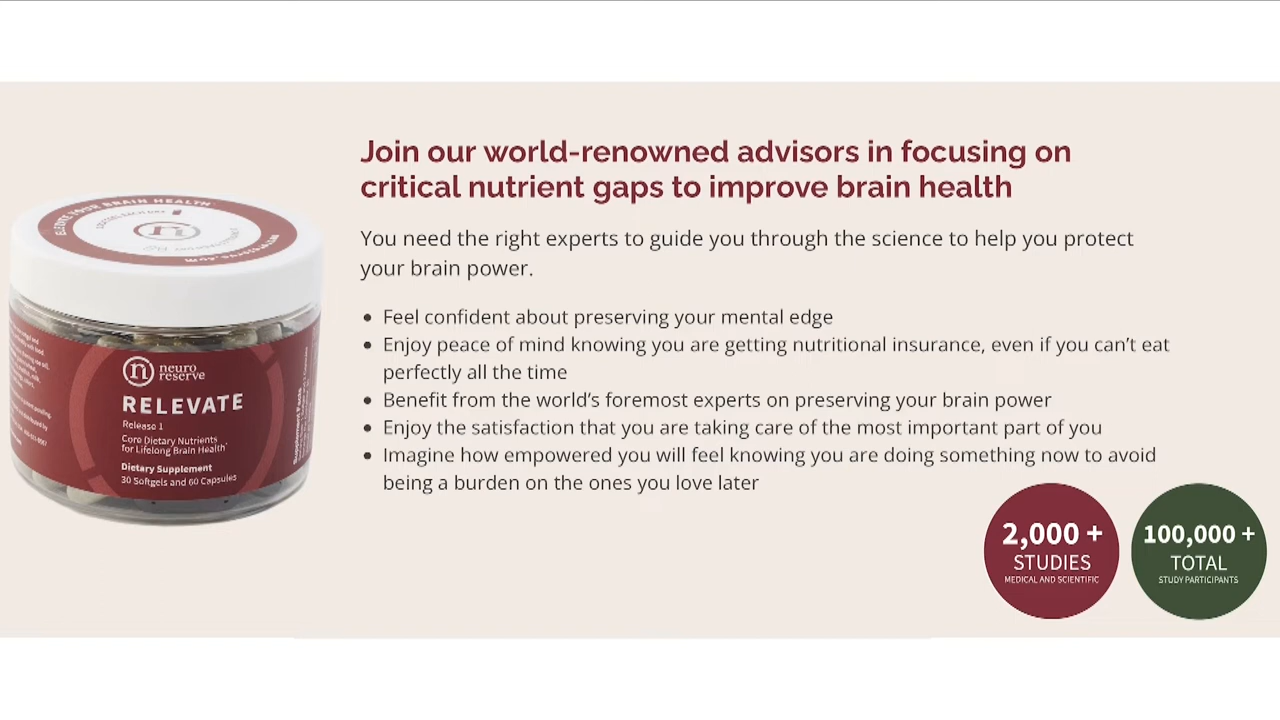 Join our world-renowned advisors in focusing on
critical nutrient gaps to improve brain health
You need the right experts to guide you through the science to help you protect
your brain power.
Feel confident about preserving your mental edge
Enjoy peace of mind knowing you are getting nutritional insurance, even if you can’t eat
perfectly all the time
Benefit from the world’s foremost experts on preserving your brain power
Enjoy the satisfaction that you are taking care of the most important part of you
Imagine how empowered you will feel knowing you are doing something now to avoid
being a burden on the ones you love later
ELEVATE YOUR BRAIN HEALTH
n
neuro
reserve
RELEVATE
Release 1
Core Dietary Nutrients
for Lifelong Brain Health*
Dietary Supplement
30 Softgels and 60 Capsules
Supplement Facts
2,000 +
STUDIES
MEDICAL AND SCIENTIFIC
100,000 +
TOTAL
STUDY PARTICIPANTS